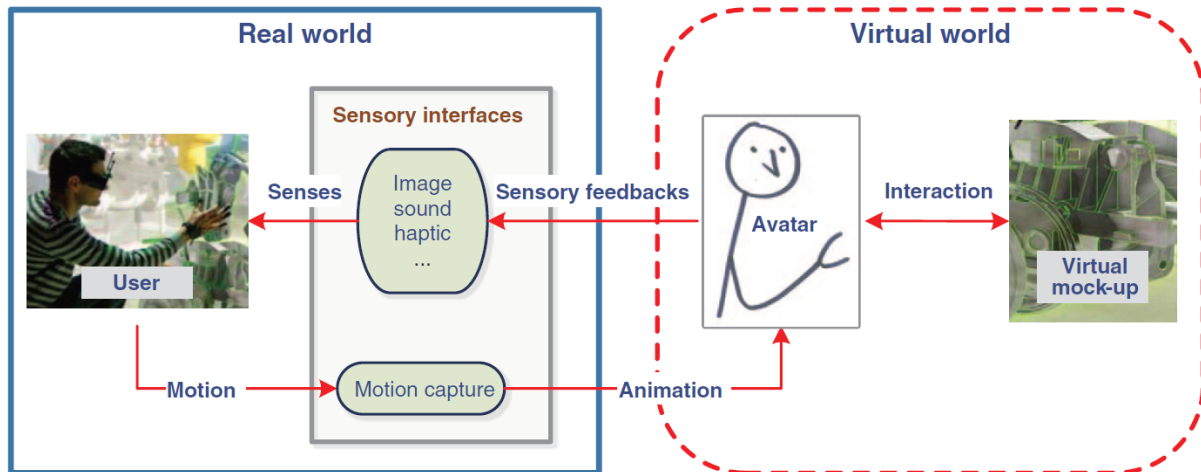 Real world
Virtual world
Sensory interfaces
Senses
Image
sound
haptic
...
Sensory feedbacks
Avatar
Interaction
User
Virtual
mock-up
Motion
Motion capture
Animation